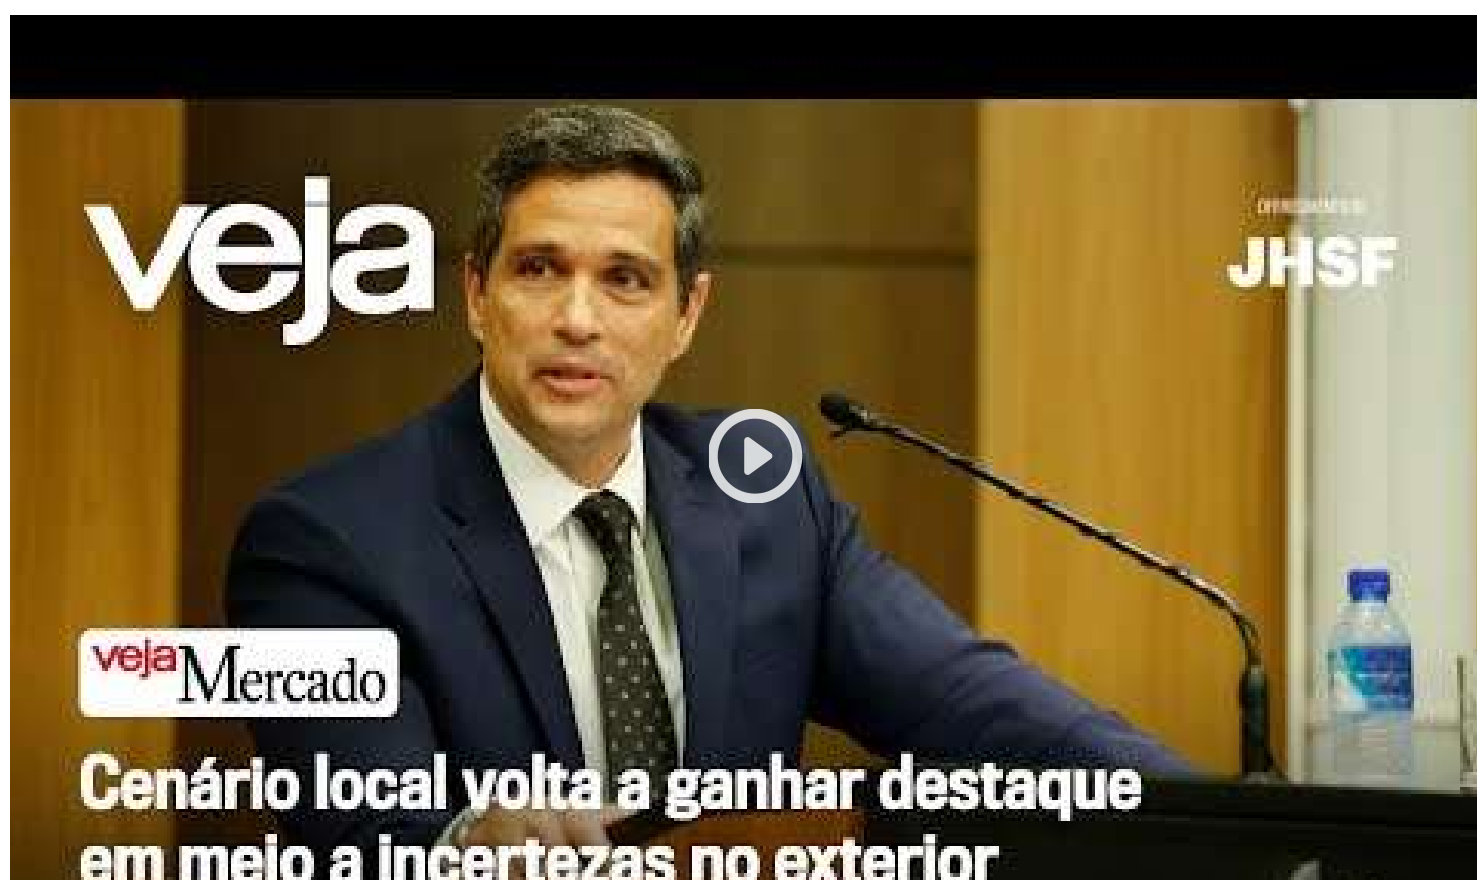 veja
JHSF
veja Mercado
Cenário local volta a ganhar destaque
em meio a incertezas no exterior